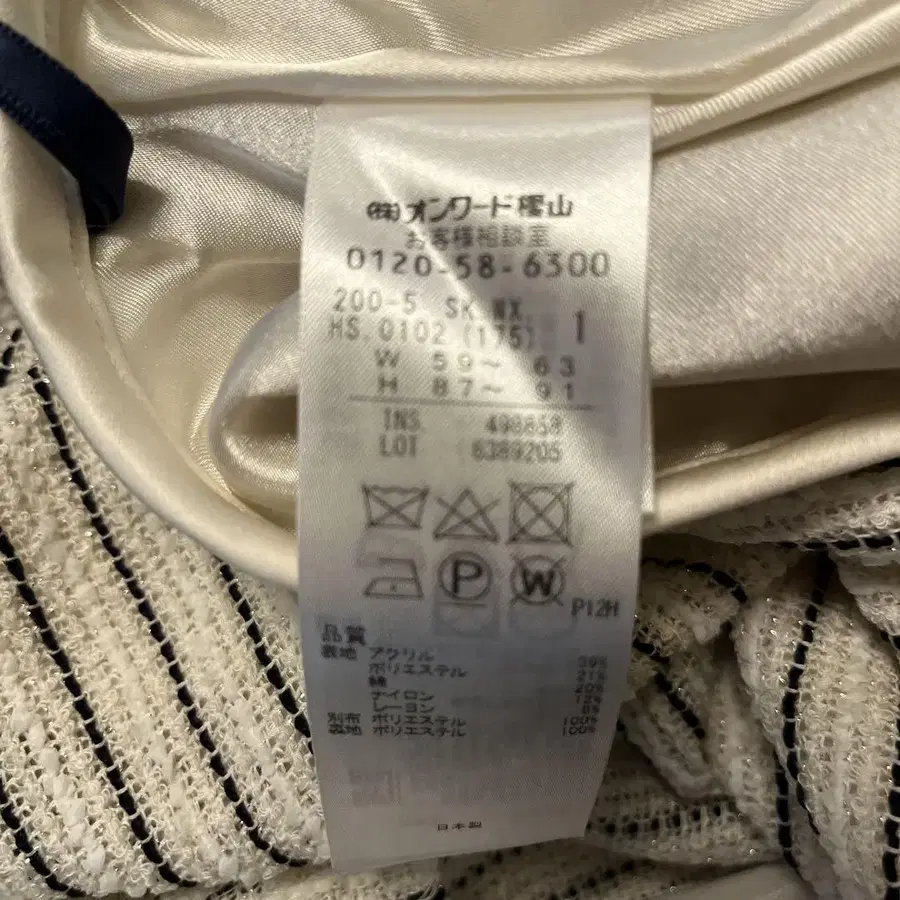 ㈱オンワード樫山
お客様相談室
0120-58-6300
200-5 SK.WX. 1
HS.0102 (175)
W 59～ 63
H 87～ 91
INS. 498858
LOT 6389205
P
W
P12H
品質
表地 アクリル 39%
ポリエステル 21%
綿 20%
ナイロン 12%
レーヨン 8%
別布 ポリエステル 100%
裏地 ポリエステル 100%
日本製